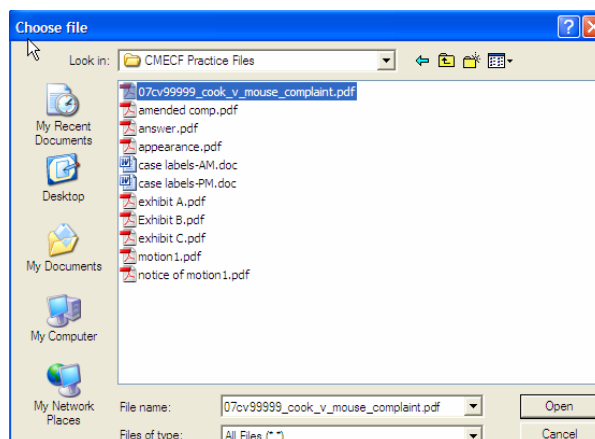 Choose file
Look in: CMECF Practice Files
07cv99999_cook_v_mouse_complaint.pdf
amended comp.pdf
answer.pdf
appearance.pdf
case labels-AM.doc
case labels-PM.doc
exhibit A.pdf
Exhibit B.pdf
exhibit C.pdf
motion1.pdf
notice of motion1.pdf
My Recent
Documents
Desktop
My Documents
My Computer
My Network
Places
File name: 07cv99999_cook_v_mouse_complaint.pdf Open
Files of type: All Files (*.*) Cancel